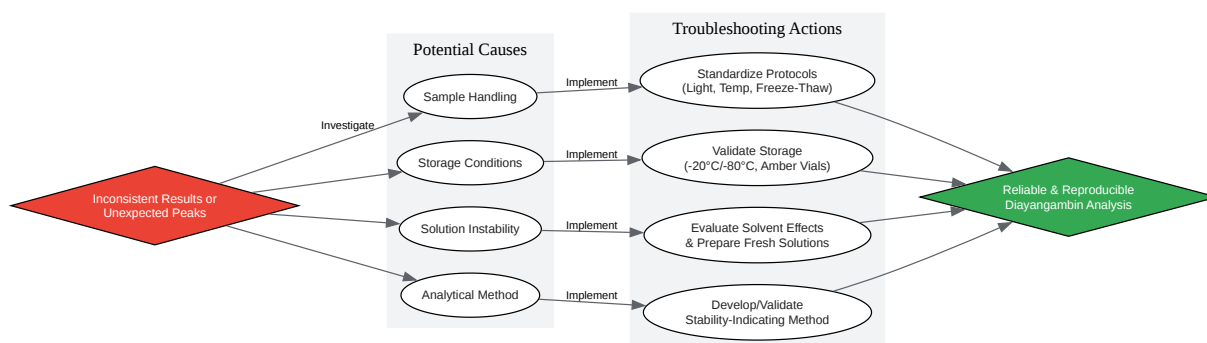 Troubleshooting Actions
Potential Causes
Standardize Protocols
(Light, Temp, Freeze-Thaw)
Implement
Sample Handling
Investigate
Validate Storage
(-20°C/-80°C, Amber Vials)
Implement
Storage Conditions
Inconsistent Results or
Unexpected Peaks
Reliable & Reproducible
Diayangambin Analysis
Solution Instability
Implement
Evaluate Solvent Effects
& Prepare Fresh Solutions
Analytical Method
Implement
Develop/Validate
Stability-Indicating Method